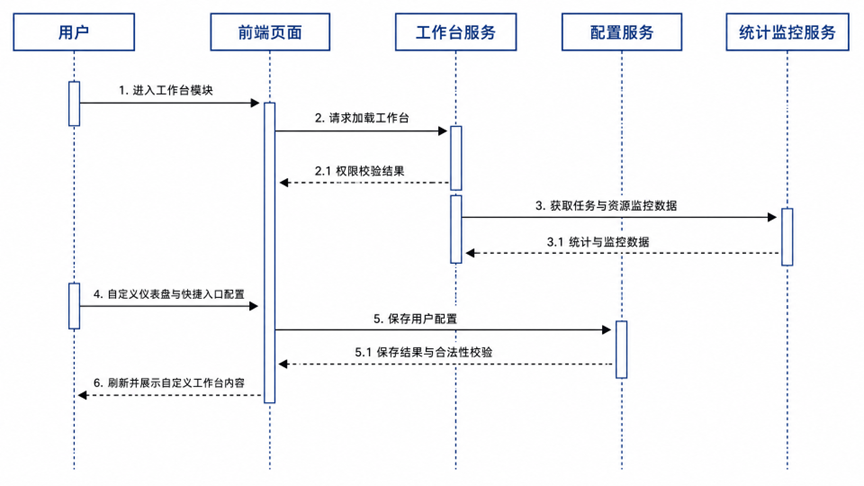 用户
前端页面
工作台服务
配置服务
统计监控服务
1. 进入工作台模块
2. 请求加载工作台
2.1 权限校验结果
3. 获取任务与资源监控数据
3.1 统计与监控数据
4. 自定义仪表盘与快捷入口配置
5. 保存用户配置
5.1 保存结果与合法性校验
6. 刷新并展示自定义工作台内容